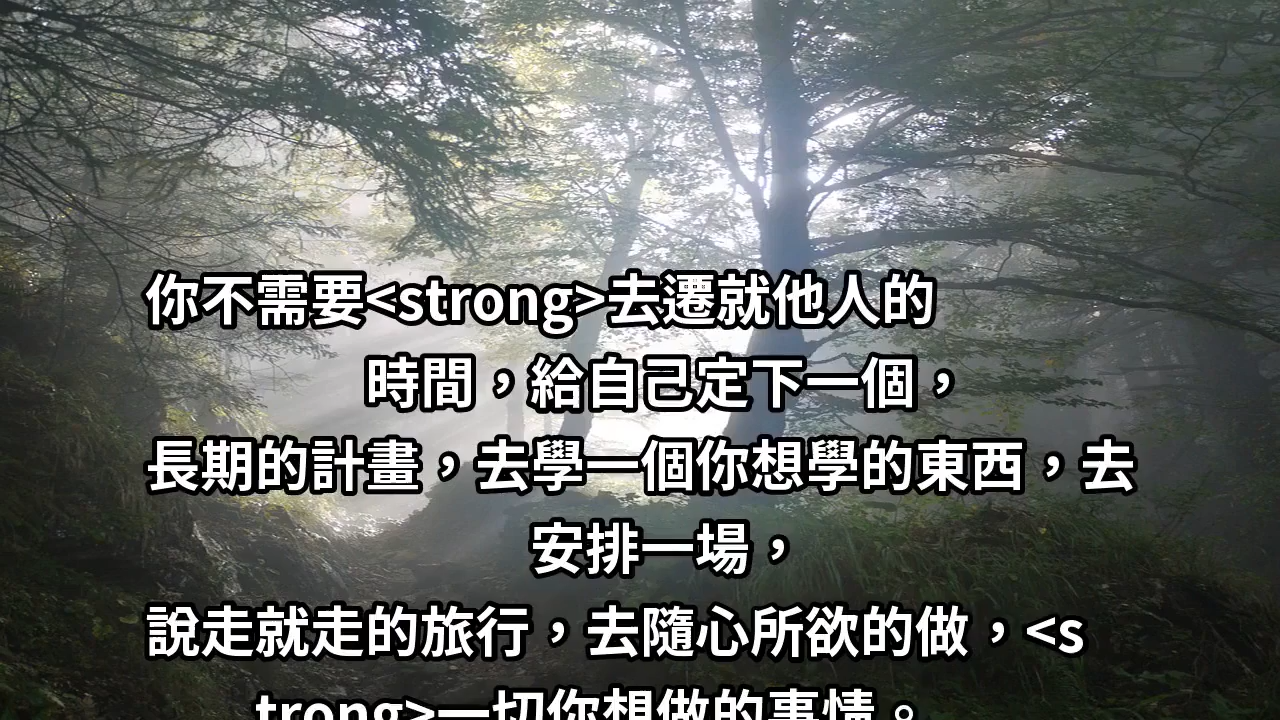 你不需要<strong>去遷就他人的
時間，給自己定下一個，
長期的計畫，去學一個你想學的東西，去
安排一場，
說走就走的旅行，去隨心所欲的做，<s
trong>一切你想做的事情。